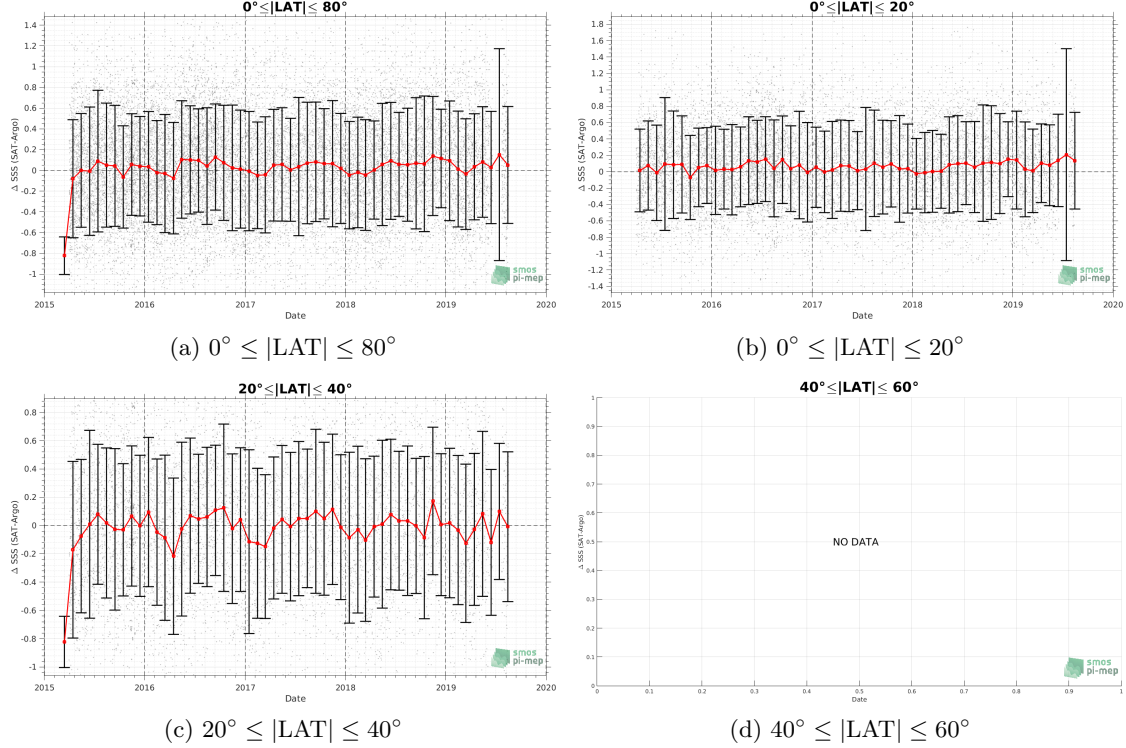 0°≤|LAT|≤ 80°
Δ SSS (SAT-Argo)
1.4
1.2
1
0.8
0.6
0.4
0.2
0
-0.2
-0.4
-0.6
-0.8
-1
2015 2016 2017 2018 2019 2020
Date
smos
pi-mep
(a) 0° ≤ |LAT| ≤ 80°
0°≤|LAT|≤ 20°
Δ SSS (SAT-Argo)
1.8
1.6
1.4
1.2
1
0.8
0.6
0.4
0.2
0
-0.2
-0.4
-0.6
-0.8
-1
-1.2
-1.4
2015 2016 2017 2018 2019 2020
Date
smos
pi-mep
(b) 0° ≤ |LAT| ≤ 20°
20°≤|LAT|≤ 40°
Δ SSS (SAT-Argo)
0.8
0.6
0.4
0.2
0
-0.2
-0.4
-0.6
-0.8
-1
2015 2016 2017 2018 2019 2020
Date
smos
pi-mep
(c) 20° ≤ |LAT| ≤ 40°
40°≤|LAT|≤ 60°
Δ SSS (SAT-Argo)
1
0.9
0.8
0.7
0.6
0.5
0.4
0.3
0.2
0.1
0
NO DATA
0 0.1 0.2 0.3 0.4 0.5 0.6 0.7 0.8 0.9 1
Date
smos
pi-mep
(d) 40° ≤ |LAT| ≤ 60°